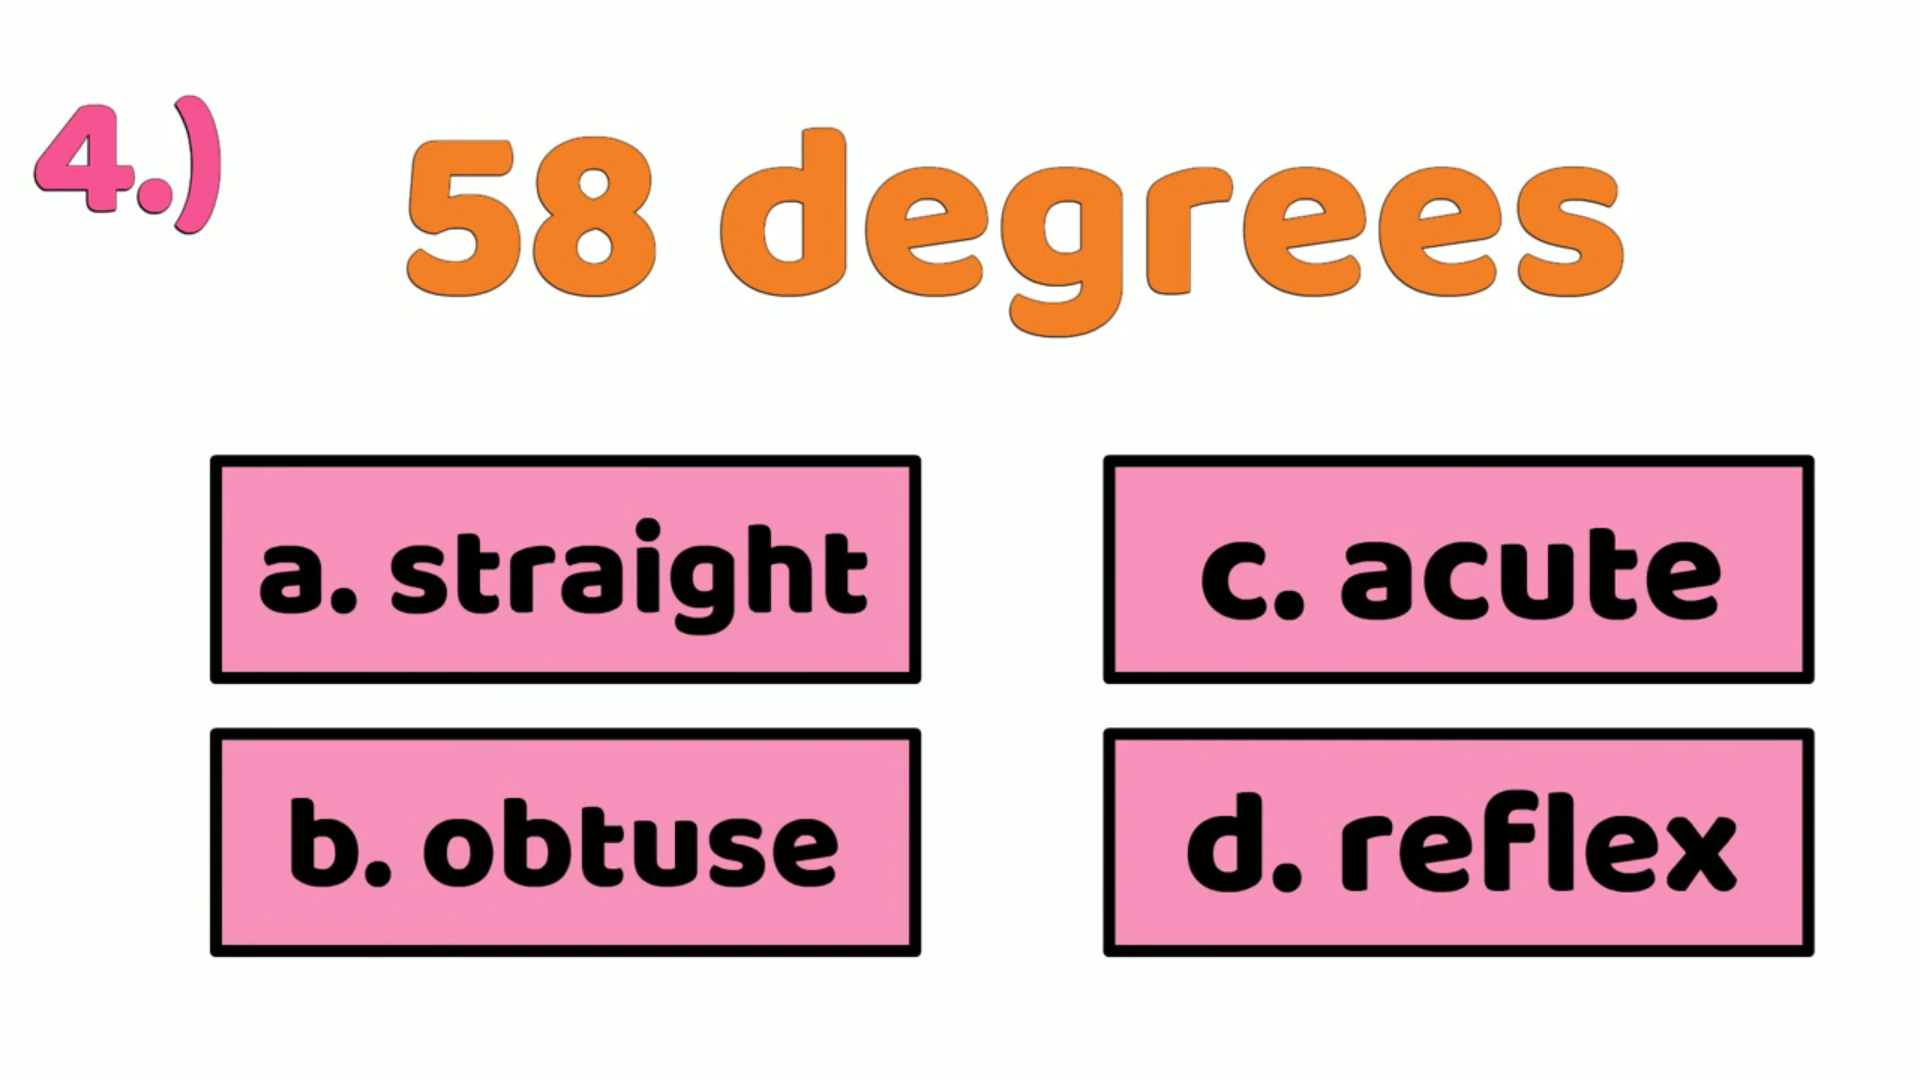 4.) 58 degrees
a. straight
c. acute
b. obtuse
d. reflex